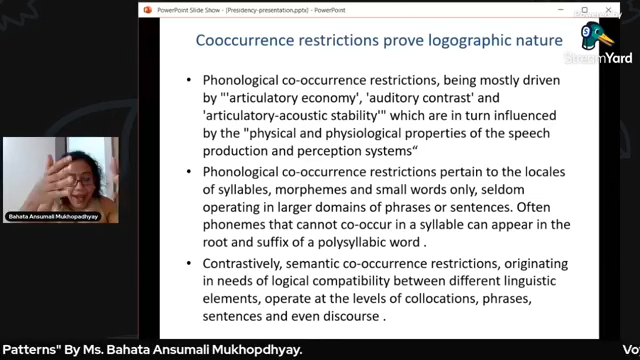 PowerPoint Slide Show - [Presidency-presentation.pptx] - PowerPoint
Cooccurrence restrictions prove logographic nature
StreamYard
• Phonological co-occurrence restrictions, being mostly driven
by "'articulatory economy', 'auditory contrast' and
'articulatory-acoustic stability'" which are in turn influenced
by the "physical and physiological properties of the speech
production and perception systems“
• Phonological co-occurrence restrictions pertain to the locales
of syllables, morphemes and small words only, seldom
operating in larger domains of phrases or sentences. Often
phonemes that cannot co-occur in a syllable can appear in the
root and suffix of a polysyllabic word .
• Contrastively, semantic co-occurrence restrictions, originating
in needs of logical compatibility between different linguistic
elements, operate at the levels of collocations, phrases,
sentences and even discourse .
Bahata Ansumali Mukhopadhyay
Patterns" By Ms. Bahata Ansumali Mukhopdhyay.
Vo